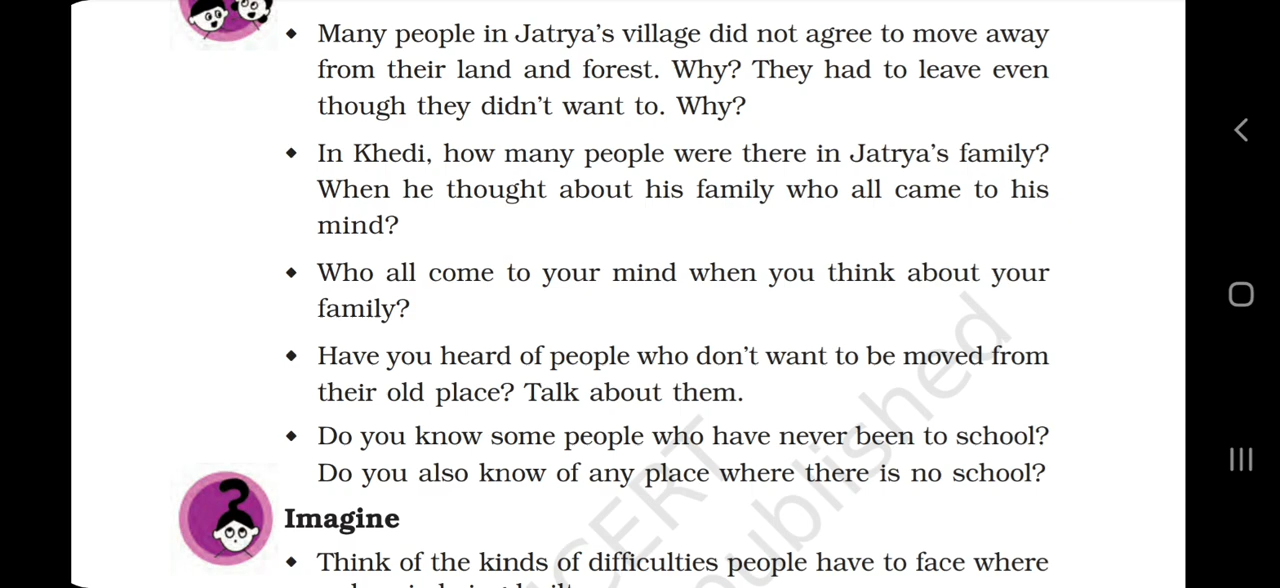 ◆ Many people in Jatrya's village did not agree to move away
from their land and forest. Why? They had to leave even
though they didn't want to. Why?
◆ In Khedi, how many people were there in Jatrya's family?
When he thought about his family who all came to his
mind?
◆ Who all come to your mind when you think about your
family?
◆ Have you heard of people who don't want to be moved from
their old place? Talk about them.
◆ Do you know some people who have never been to school?
Do you also know of any place where there is no school?
Imagine
◆ Think of the kinds of difficulties people have to face where